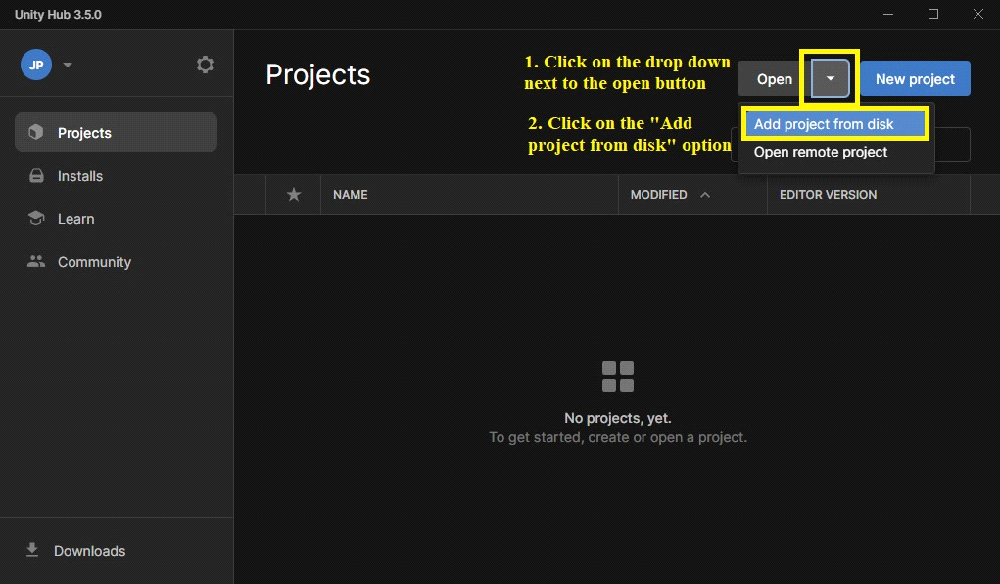 Unity Hub 3.5.0
JP
Projects
Installs
Learn
Community
Downloads
Projects
1. Click on the drop down
next to the open button
2. Click on the "Add
project from disk" option
Open
New project
Add project from disk
Open remote project
NAME
MODIFIED
EDITOR VERSION
No projects, yet.
To get started, create or open a project.